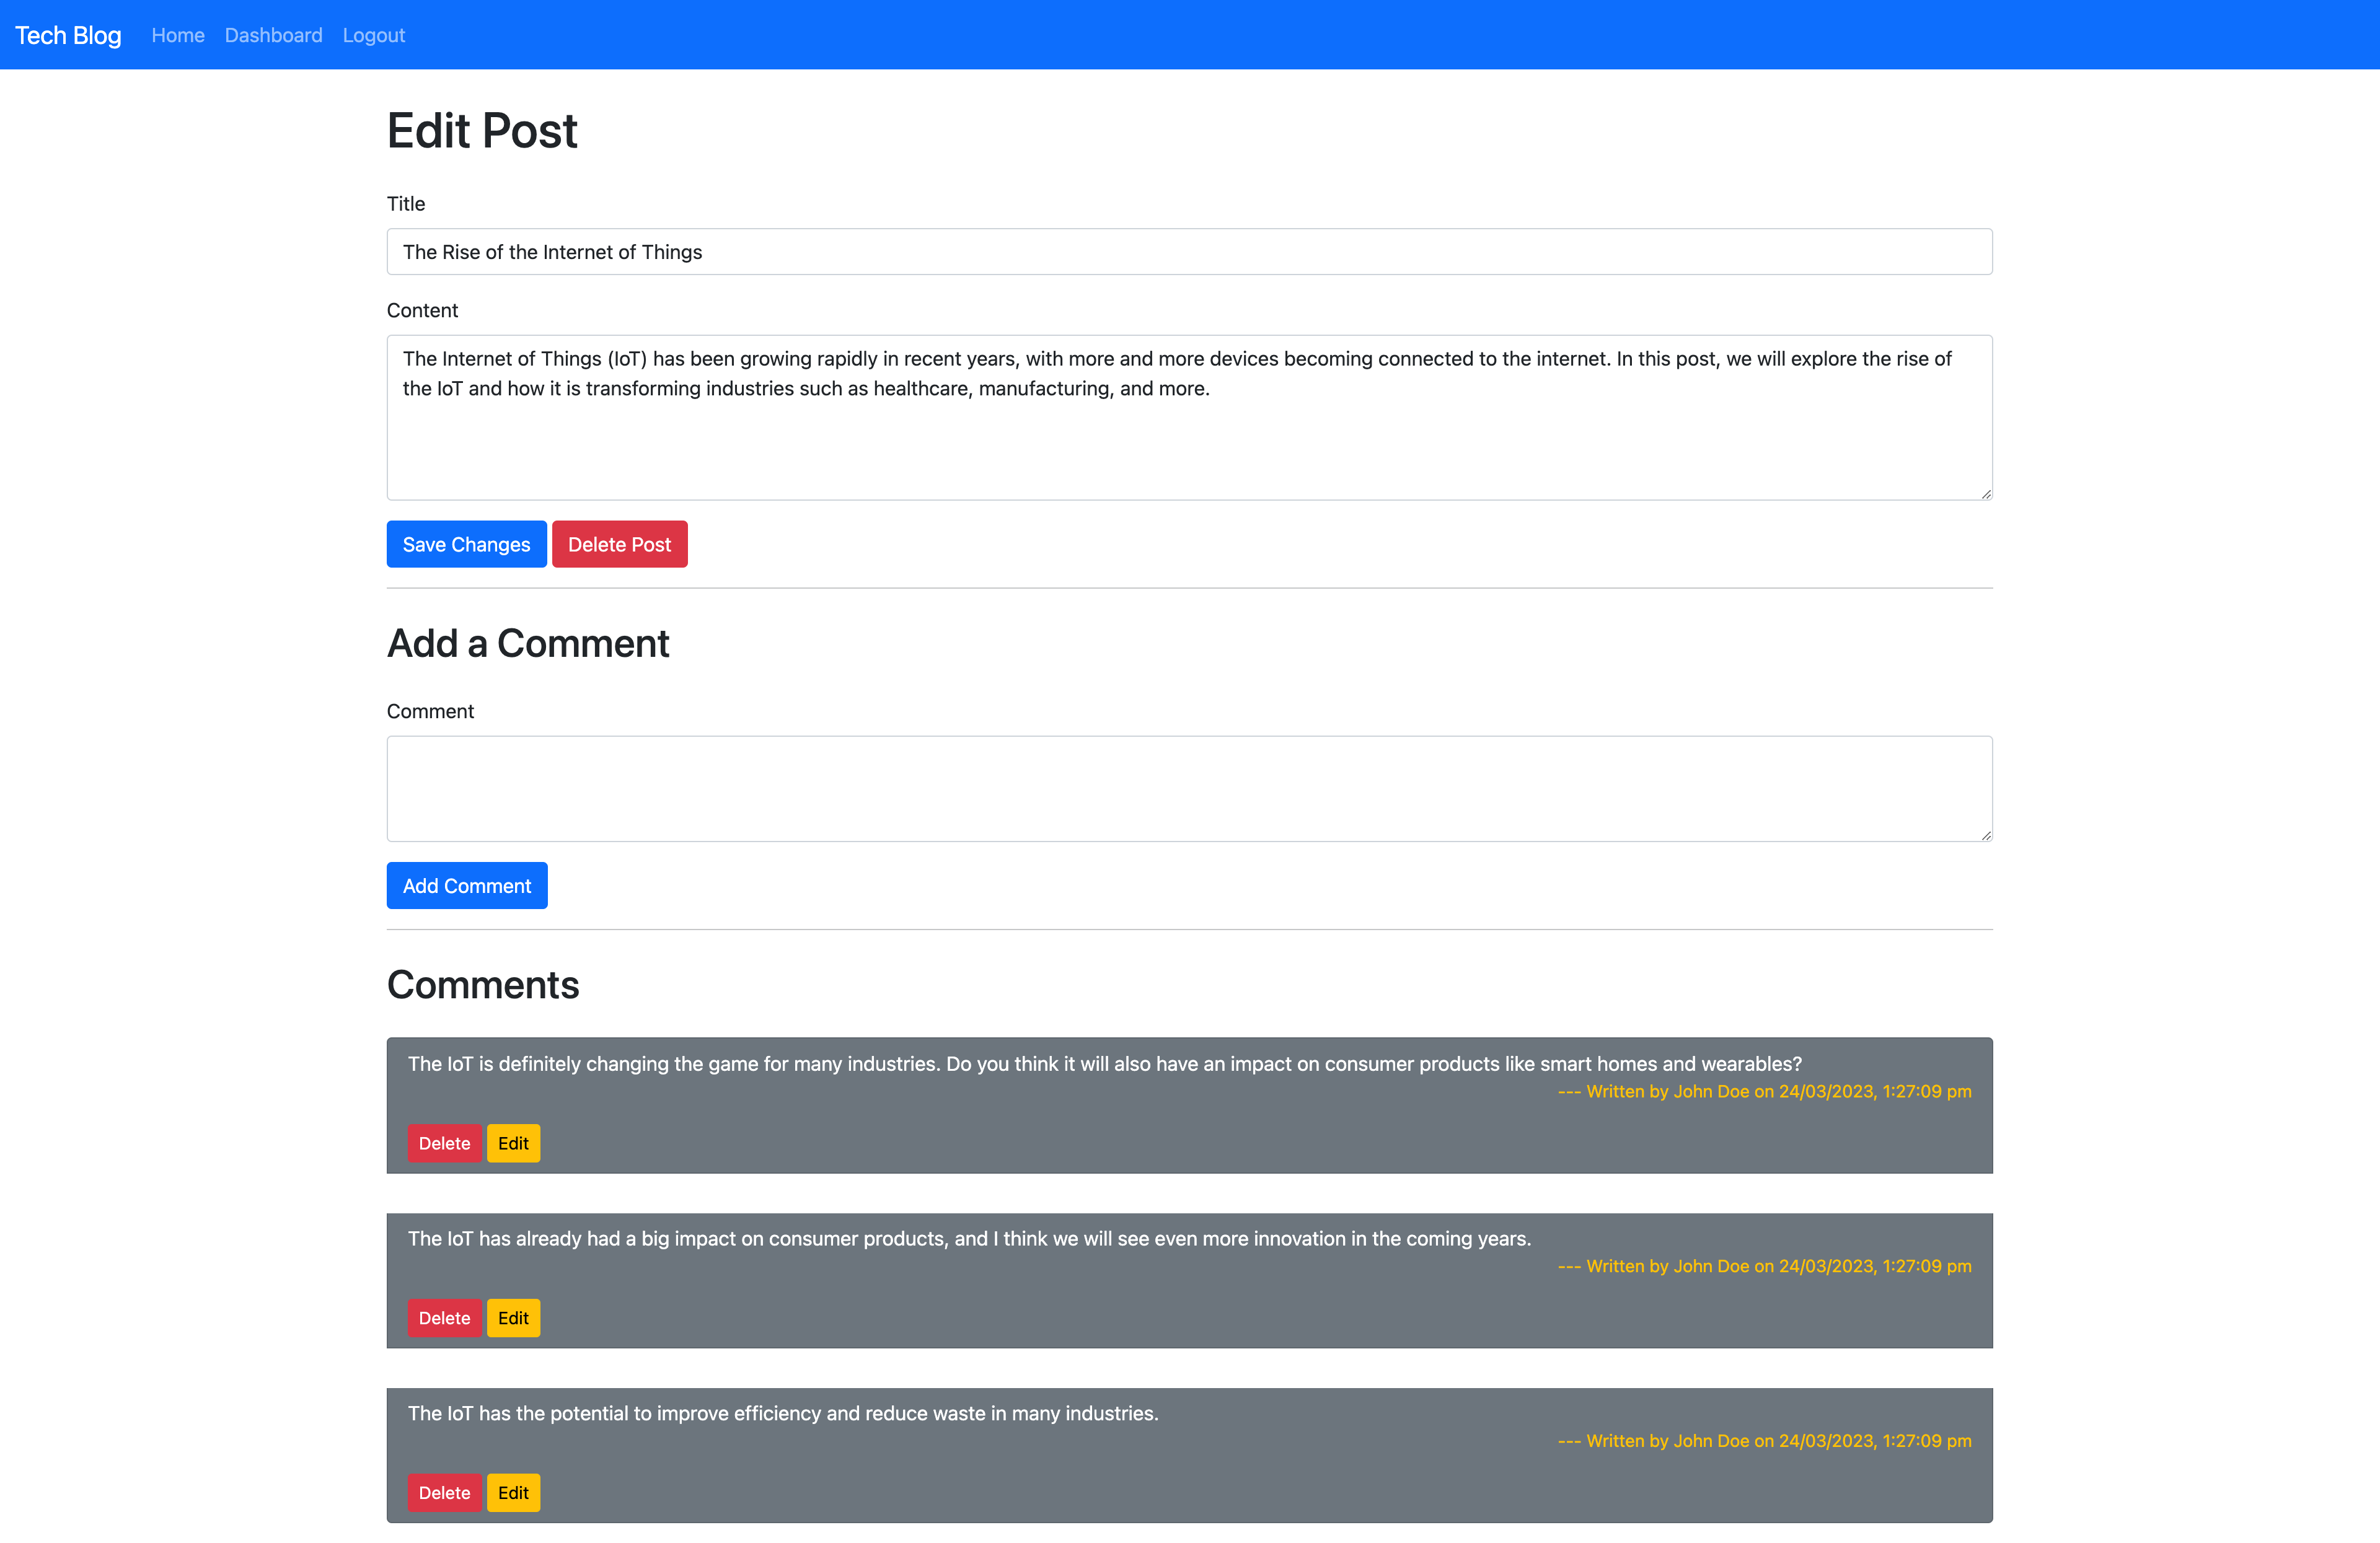 Tech Blog Home Dashboard Logout
Edit Post
Title
The Rise of the Internet of Things
Content
The Internet of Things (IoT) has been growing rapidly in recent years, with more and more devices becoming connected to the internet. In this post, we will explore the rise of
the IoT and how it is transforming industries such as healthcare, manufacturing, and more.
Save Changes Delete Post
Add a Comment
Comment
Add Comment
Comments
The IoT is definitely changing the game for many industries. Do you think it will also have an impact on consumer products like smart homes and wearables?
--- Written by John Doe on 24/03/2023, 1:27:09 pm
Delete Edit
The IoT has already had a big impact on consumer products, and I think we will see even more innovation in the coming years.
--- Written by John Doe on 24/03/2023, 1:27:09 pm
Delete Edit
The IoT has the potential to improve efficiency and reduce waste in many industries.
--- Written by John Doe on 24/03/2023, 1:27:09 pm
Delete Edit